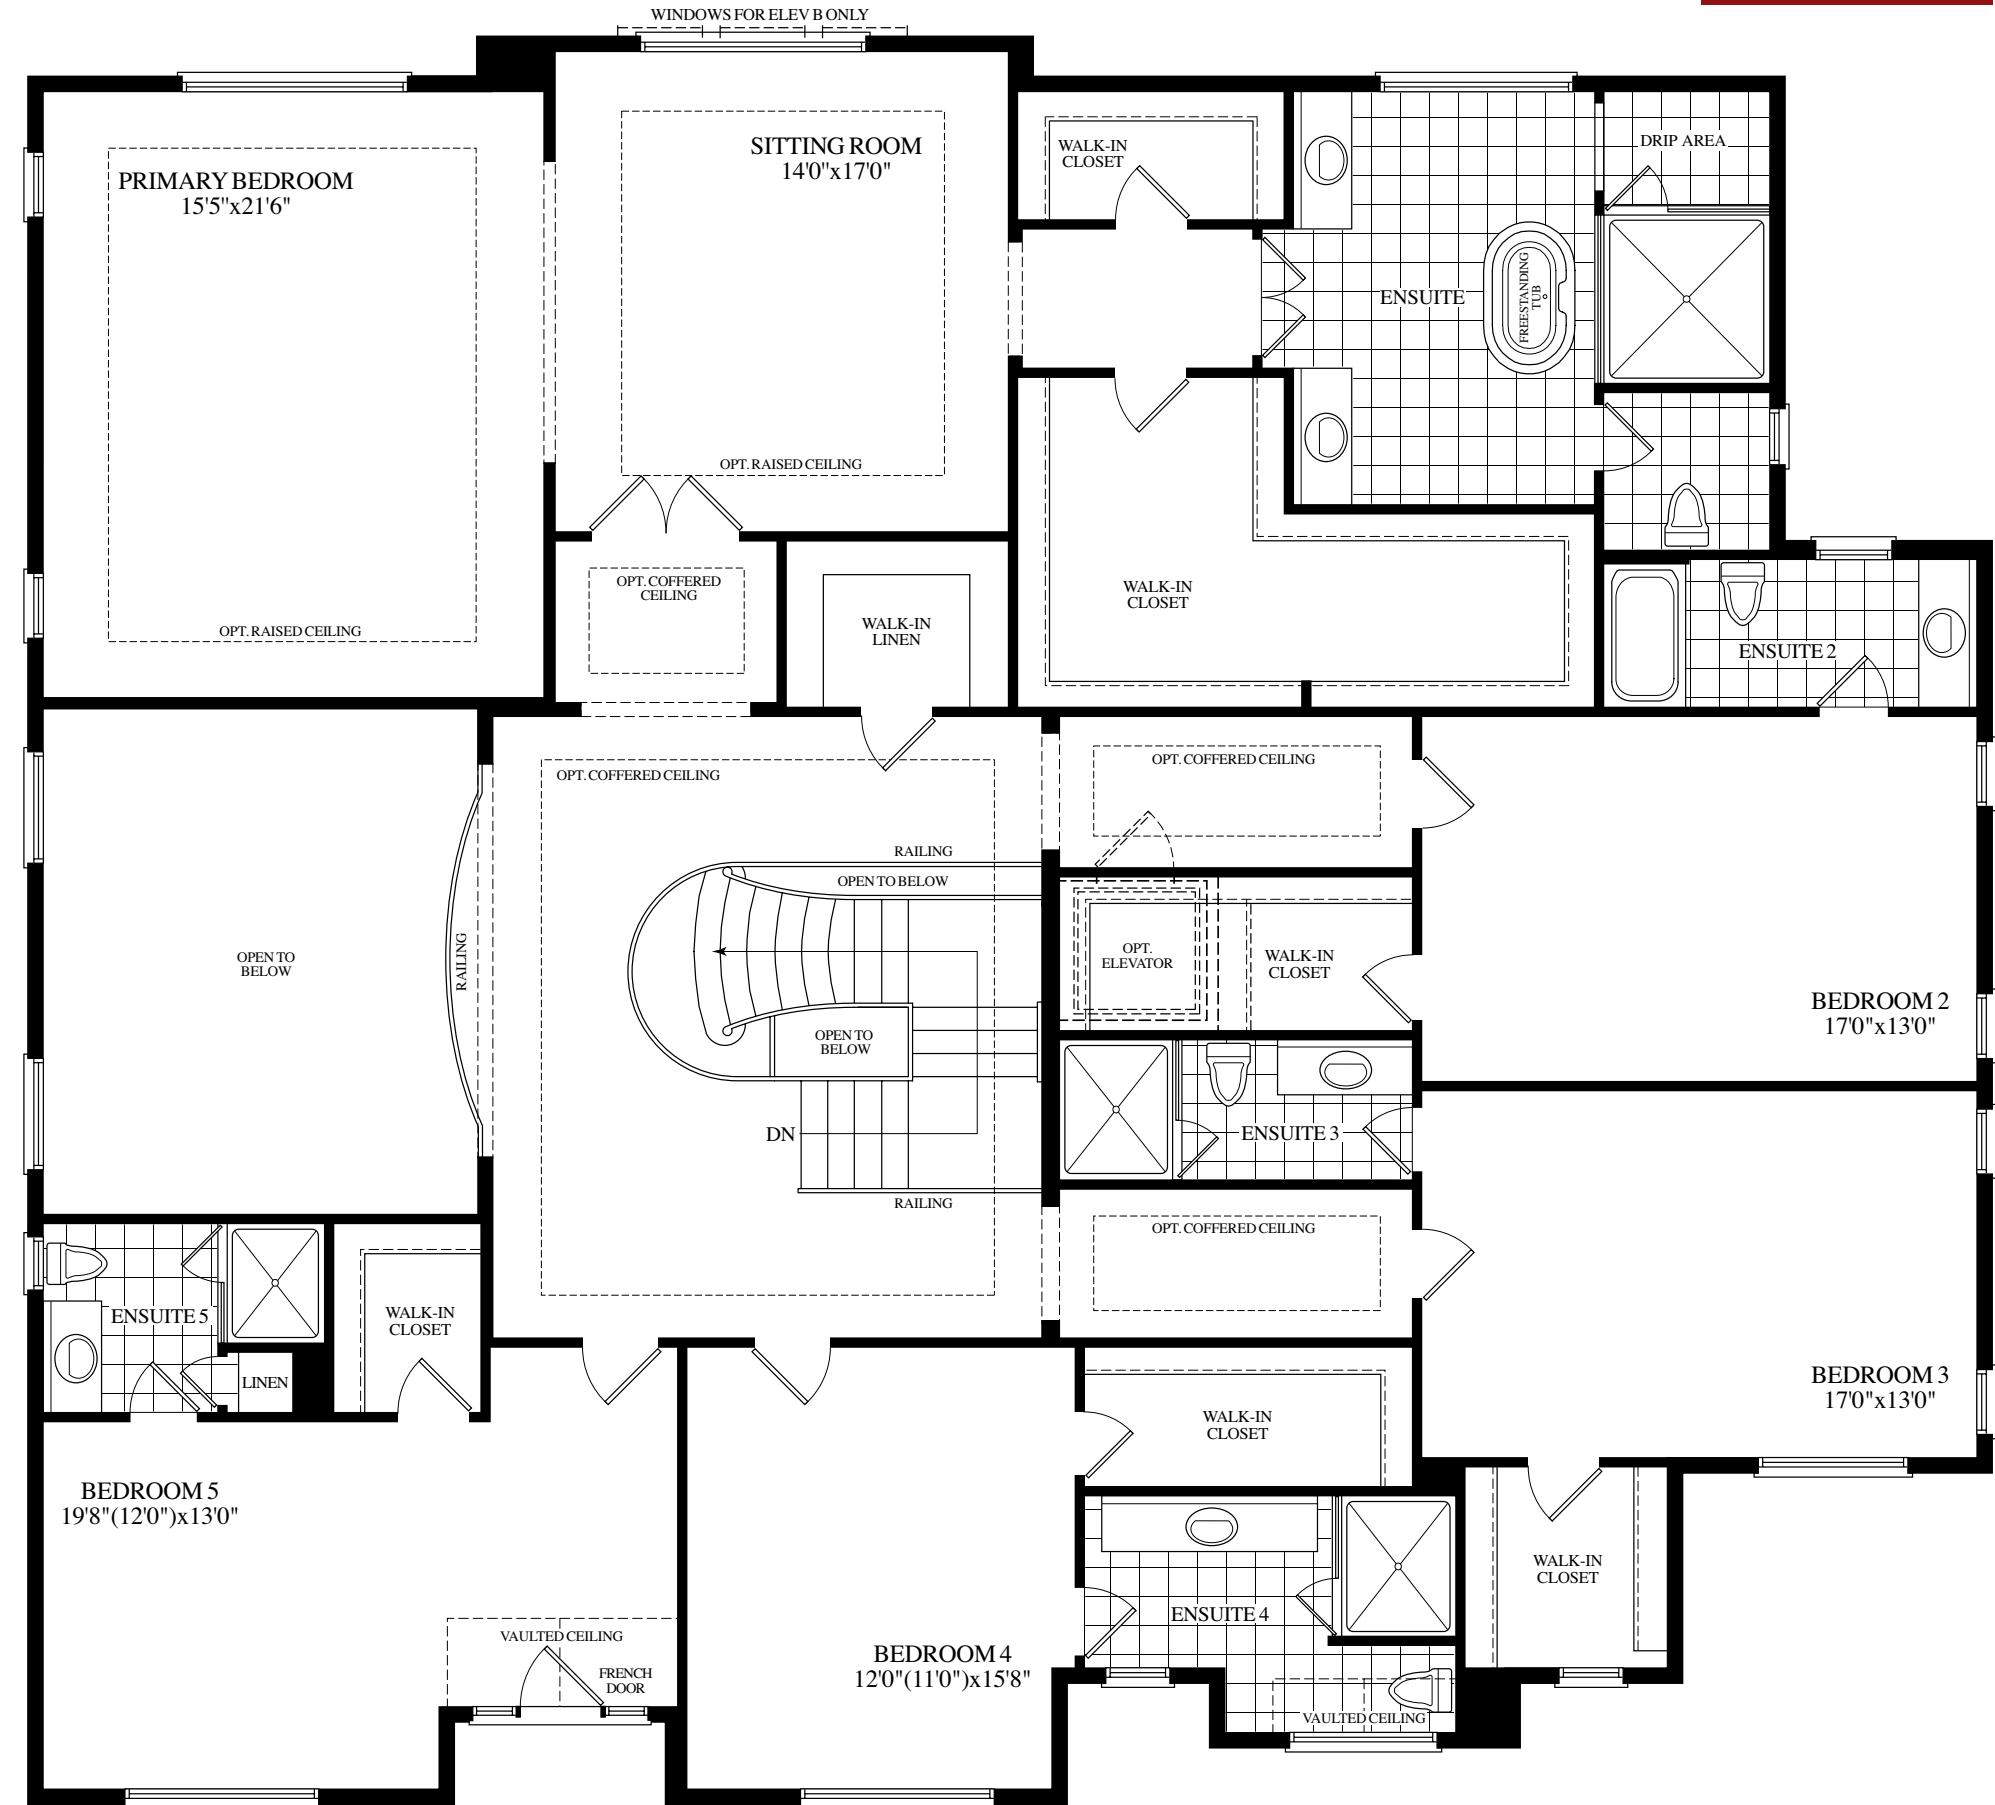 WINDOWS FOR ELEV B ONLY
PRIMARY BEDROOM
15'5"x21'6"
OPT. RAISED CEILING
SITTING ROOM
14'0"x17'0"
OPT. RAISED CEILING
WALK-IN
CLOSET
DRIP AREA
ENSUITE
FREESTANDING
TUB
OPT. COFFERED
CEILING
WALK-IN
LINEN
WALK-IN
CLOSET
ENSUITE 2
OPT. COFFERED CEILING
OPT. COFFERED CEILING
RAILING
OPEN TO BELOW
OPEN TO
BELOW
RAILING
OPT.
ELEVATOR
WALK-IN
CLOSET
BEDROOM 2
17'0"x13'0"
OPEN TO
BELOW
DN
ENSUITE 3
RAILING
OPT. COFFERED CEILING
ENSUITE 5
WALK-IN
CLOSET
LINEN
BEDROOM 3
17'0"x13'0"
WALK-IN
CLOSET
BEDROOM 5
19'8"(12'0")x13'0"
WALK-IN
CLOSET
ENSUITE 4
VAULTED CEILING
FRENCH
DOOR
BEDROOM 4
12'0"(11'0")x15'8"
VAULTED CEILING